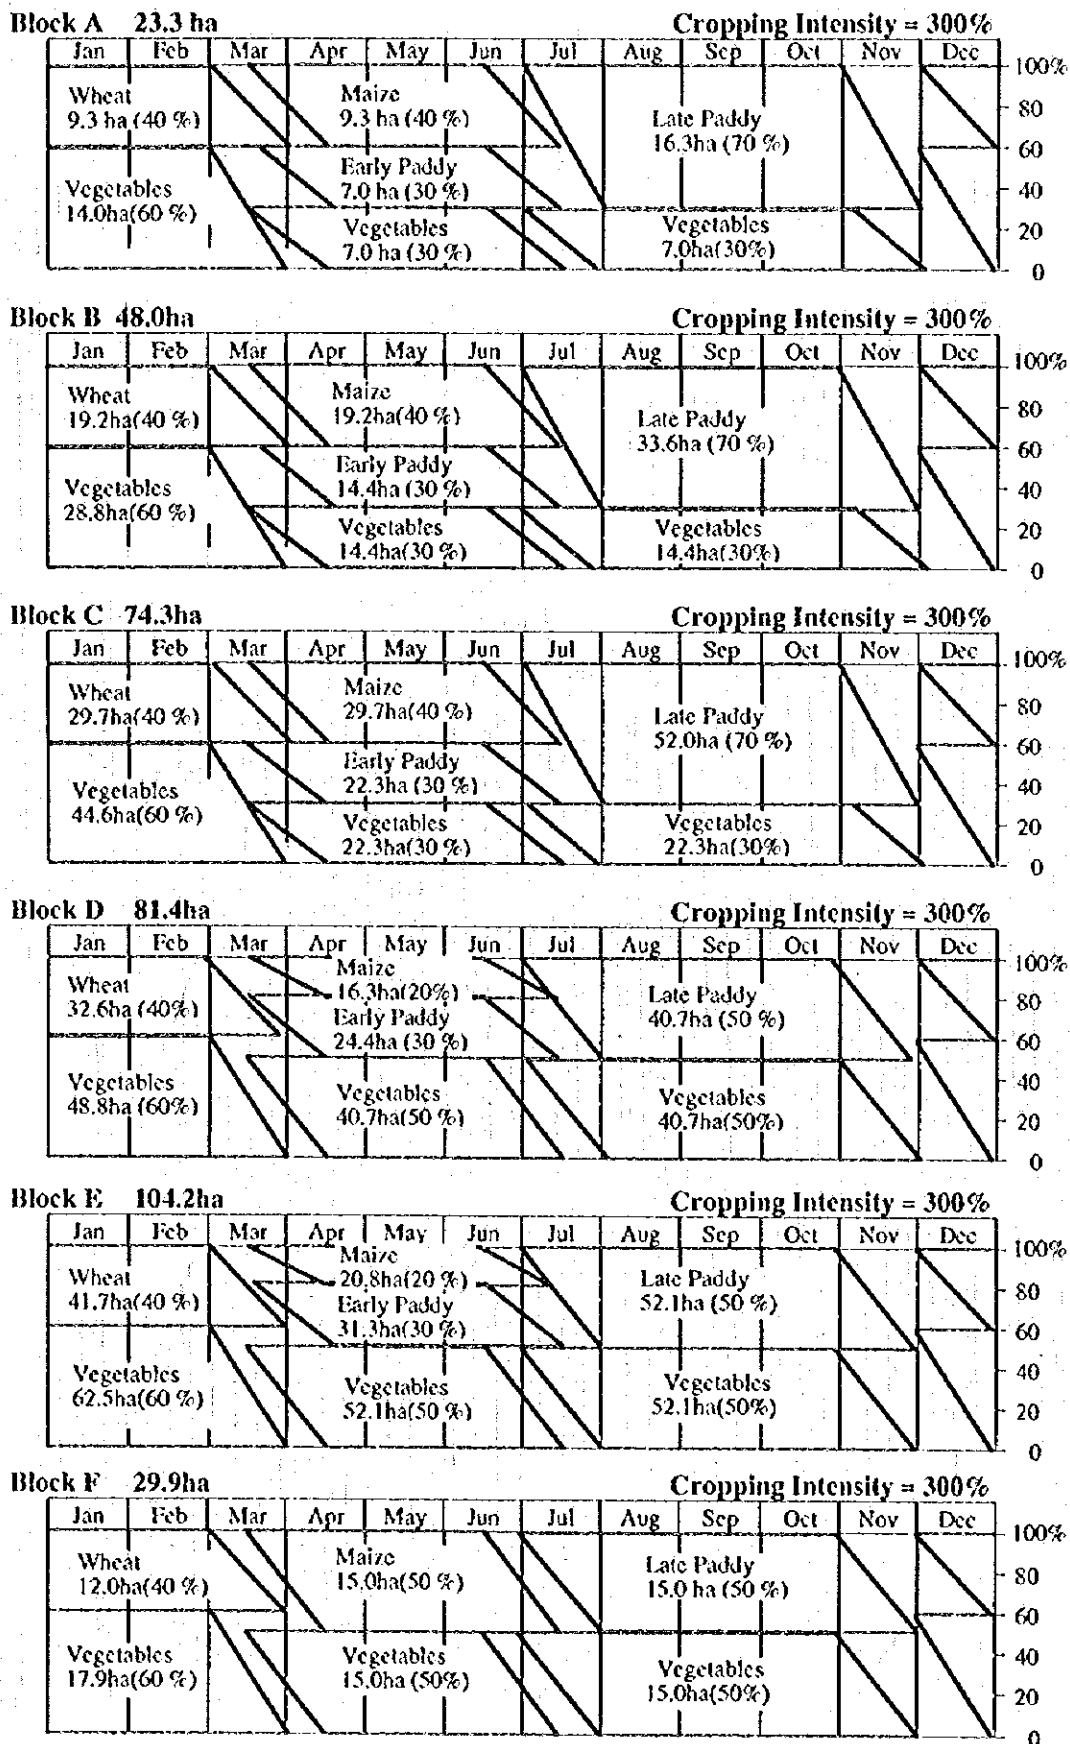 Block A 23.3 ha Cropping Intensity = 300%
Jan Feb Mar Apr May Jun Jul Aug Sep Oct Nov Dec
100%
Wheat
9.3 ha (40 %)
Maize
9.3 ha (40 %)
Late Paddy
16.3ha (70 %)
80
60
Vegetables
14.0ha(60 %)
Early Paddy
7.0 ha (30 %)
40
Vegetables
7.0 ha (30 %)
Vegetables
7.0ha(30%)
20
0
Block B 48.0ha Cropping Intensity = 300%
Jan Feb Mar Apr May Jun Jul Aug Sep Oct Nov Dec
100%
Wheat
19.2ha(40 %)
Maize
19.2ha(40 %)
Late Paddy
33.6ha (70 %)
80
60
Vegetables
28.8ha(60 %)
Early Paddy
14.4ha (30 %)
40
Vegetables
14.4ha(30 %)
Vegetables
14.4ha(30%)
20
0
Block C 74.3ha Cropping Intensity = 300%
Jan Feb Mar Apr May Jun Jul Aug Sep Oct Nov Dec
100%
Wheat
29.7ha(40 %)
Maize
29.7ha(40 %)
Late Paddy
52.0ha (70 %)
80
60
Vegetables
44.6ha(60 %)
Early Paddy
22.3ha (30 %)
40
Vegetables
22.3ha(30 %)
Vegetables
22.3ha(30%)
20
0
Block D 81.4ha Cropping Intensity = 300%
Jan Feb Mar Apr May Jun Jul Aug Sep Oct Nov Dec
100%
Wheat
32.6ha (40%)
Maize
16.3ha(20%)
Early Paddy
24.4ha (30 %)
Late Paddy
40.7ha (50 %)
80
60
Vegetables
48.8ha (60%)
Vegetables
40.7ha(50 %)
Vegetables
40.7ha(50%)
40
20
0
Block E 104.2ha Cropping Intensity = 300%
Jan Feb Mar Apr May Jun Jul Aug Sep Oct Nov Dec
100%
Wheat
41.7ha(40 %)
Maize
20.8ha(20 %)
Early Paddy
31.3ha(30 %)
Late Paddy
52.1ha (50 %)
80
60
Vegetables
62.5ha(60 %)
Vegetables
52.1ha(50 %)
Vegetables
52.1ha(50%)
40
20
0
Block F 29.9ha Cropping Intensity = 300%
Jan Feb Mar Apr May Jun Jul Aug Sep Oct Nov Dec
100%
Wheat
12.0ha(40 %)
Maize
15.0ha(50 %)
Late Paddy
15.0 ha (50 %)
80
60
Vegetables
17.9ha(60 %)
Vegetables
15.0ha (50%)
Vegetables
15.0ha(50%)
40
20
0